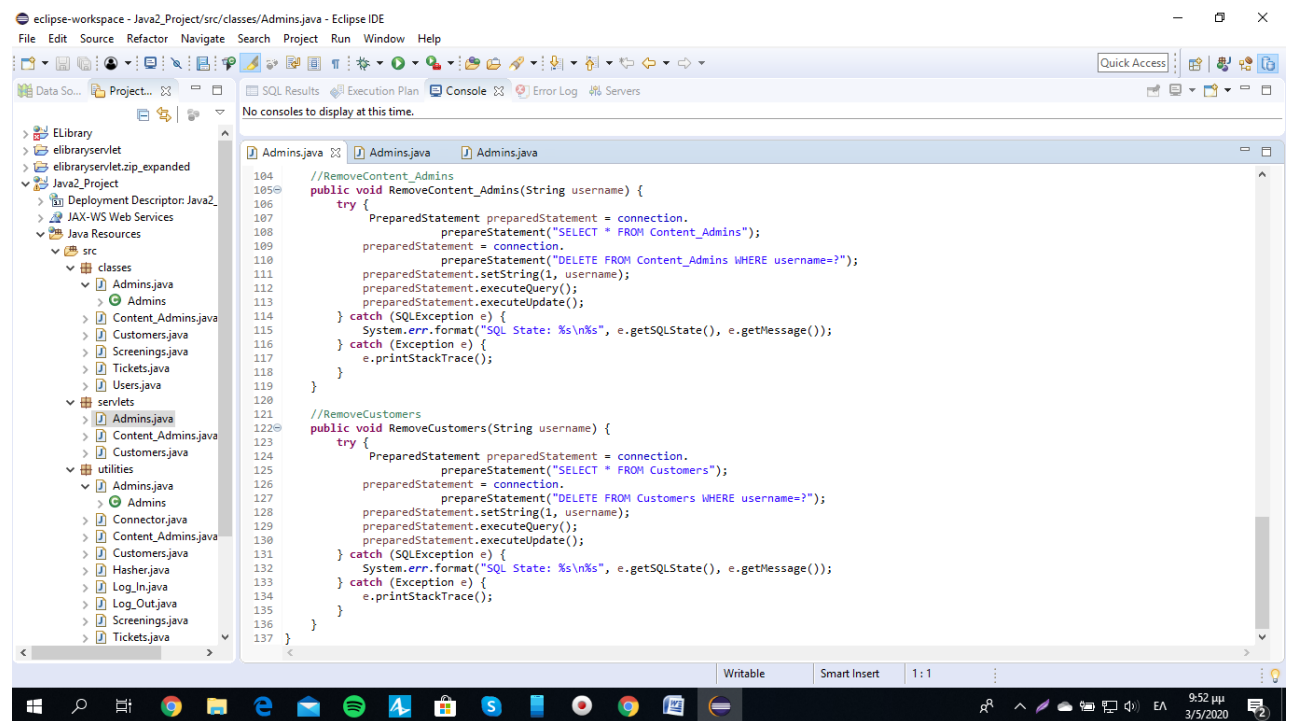 eclipse-workspace - Java2_Project/src/classes/Admins.java - Eclipse IDE
File Edit Source Refactor Navigate Search Project Run Window Help
Quick Access
Data So... Project...
SQL Results Execution Plan Console Error Log Servers
No consoles to display at this time.
ELibrary
elibraryservlet
elibraryservlet.zip_expanded
Java2_Project
Deployment Descriptor: Java2_
JAX-WS Web Services
Java Resources
src
classes
Admins.java
Admins
Content_Admins.java
Customers.java
Screenings.java
Tickets.java
Users.java
servlets
Admins.java
Content_Admins.java
Customers.java
utilities
Admins.java
Admins
Connector.java
Content_Admins.java
Customers.java
Hasher.java
Log_In.java
Log_Out.java
Screenings.java
Tickets.java
Admins.java Admins.java Admins.java
104 //RemoveContent_Admins
105 public void RemoveContent_Admins(String username) {
106 try {
107 PreparedStatement preparedStatement = connection.
108 prepareStatement("SELECT * FROM Content_Admins");
109 preparedStatement = connection.
110 prepareStatement("DELETE FROM Content_Admins WHERE username=?");
111 preparedStatement.setString(1, username);
112 preparedStatement.executeQuery();
113 preparedStatement.executeUpdate();
114 } catch (SQLException e) {
115 System.err.format("SQL State: %s\n%s", e.getSQLState(), e.getMessage());
116 } catch (Exception e) {
117 e.printStackTrace();
118 }
119 }
120
121 //RemoveCustomers
122 public void RemoveCustomers(String username) {
123 try {
124 PreparedStatement preparedStatement = connection.
125 prepareStatement("SELECT * FROM Customers");
126 preparedStatement = connection.
127 prepareStatement("DELETE FROM Customers WHERE username=?");
128 preparedStatement.setString(1, username);
129 preparedStatement.executeQuery();
130 preparedStatement.executeUpdate();
131 } catch (SQLException e) {
132 System.err.format("SQL State: %s\n%s", e.getSQLState(), e.getMessage());
133 } catch (Exception e) {
134 e.printStackTrace();
135 }
136 }
137 }
Writable Smart Insert 1 : 1
ΕΛ
9:52 μμ
3/5/2020
2